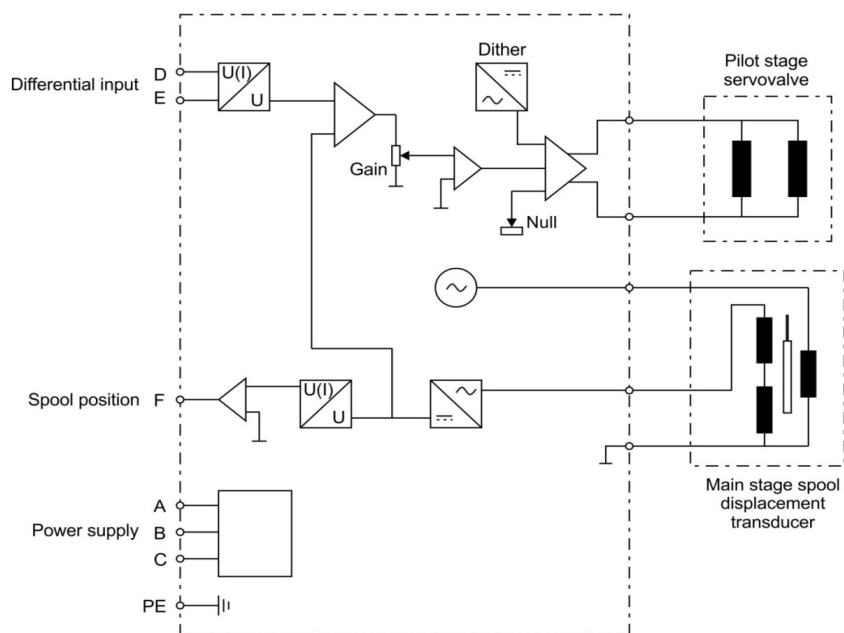 Dither
Pilot stage
servovalve
Differential input
D
E
U(I)
U
Gain
Null
Spool position
F
U(I)
U
Main stage spool
displacement
transducer
Power supply
A
B
C
PE